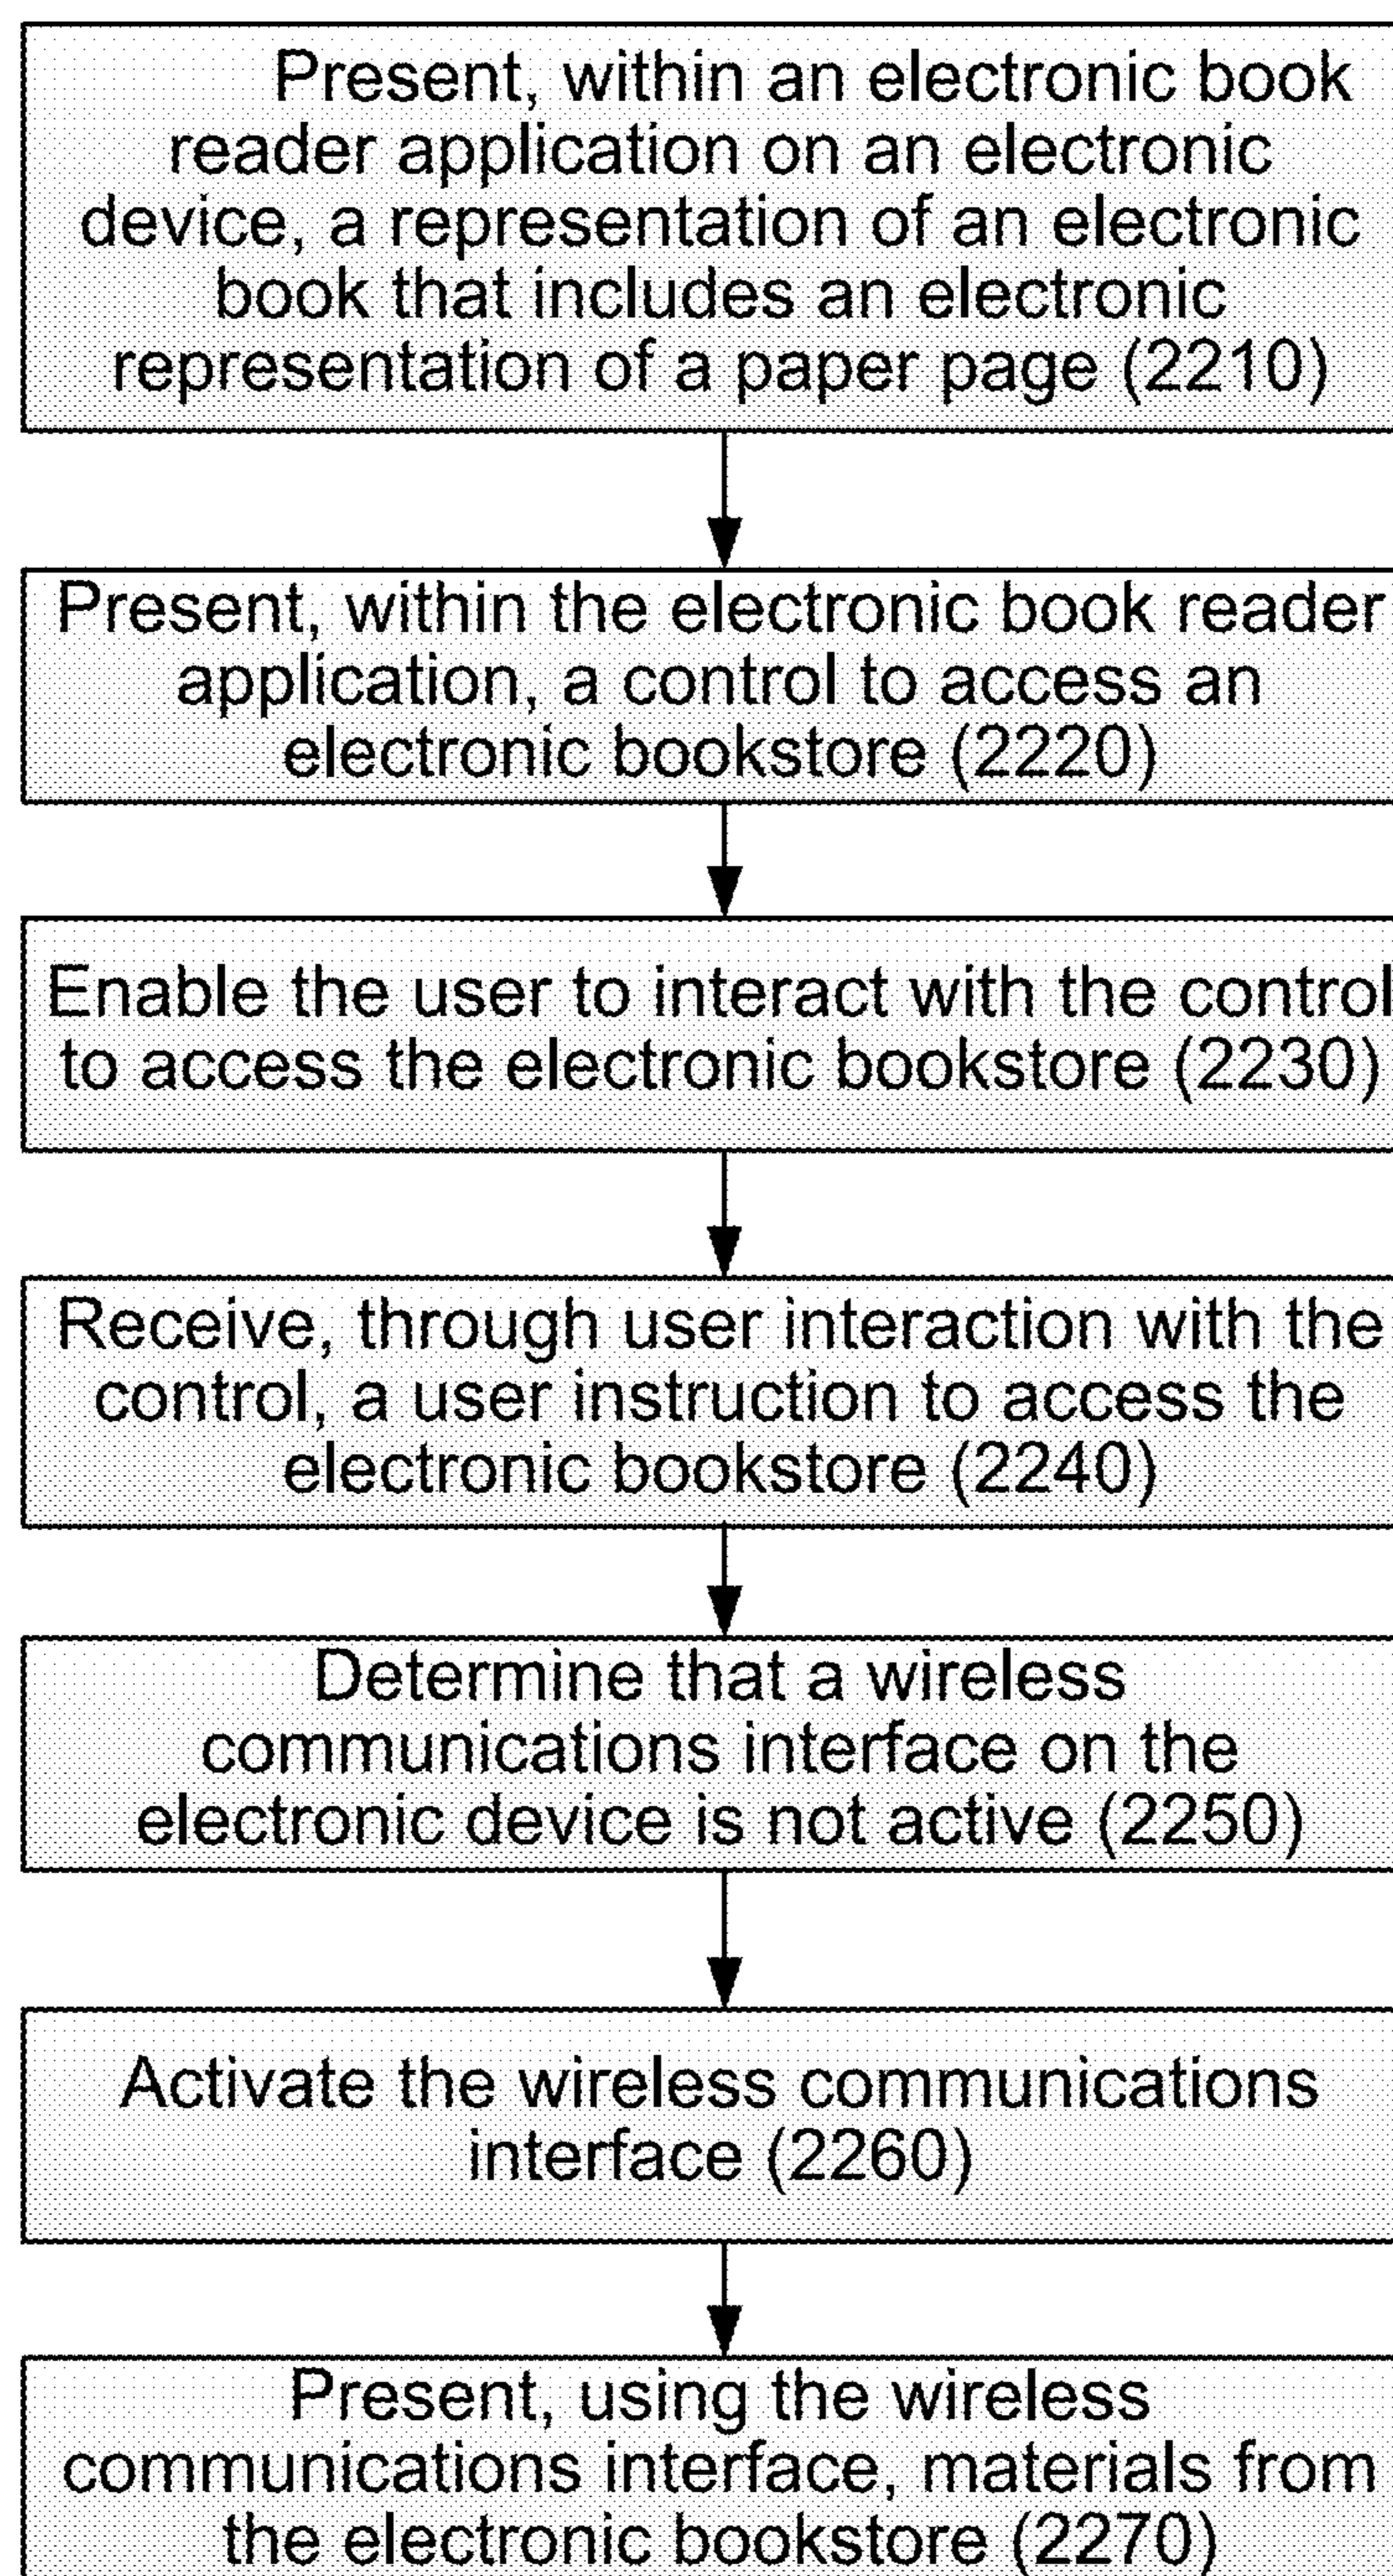 Present, within an electronic book
reader application on an electronic
device, a representation of an electronic
book that includes an electronic
representation of a paper page (2210)
Present, within the electronic book reader
application, a control to access an
electronic bookstore (2220)
Enable the user to interact with the control
to access the electronic bookstore (2230)
Receive, through user interaction with the
control, a user instruction to access the
electronic bookstore (2240)
Determine that a wireless
communications interface on the
electronic device is not active (2250)
Activate the wireless communications
interface (2260)
Present, using the wireless
communications interface, materials from
the electronic bookstore (2270)